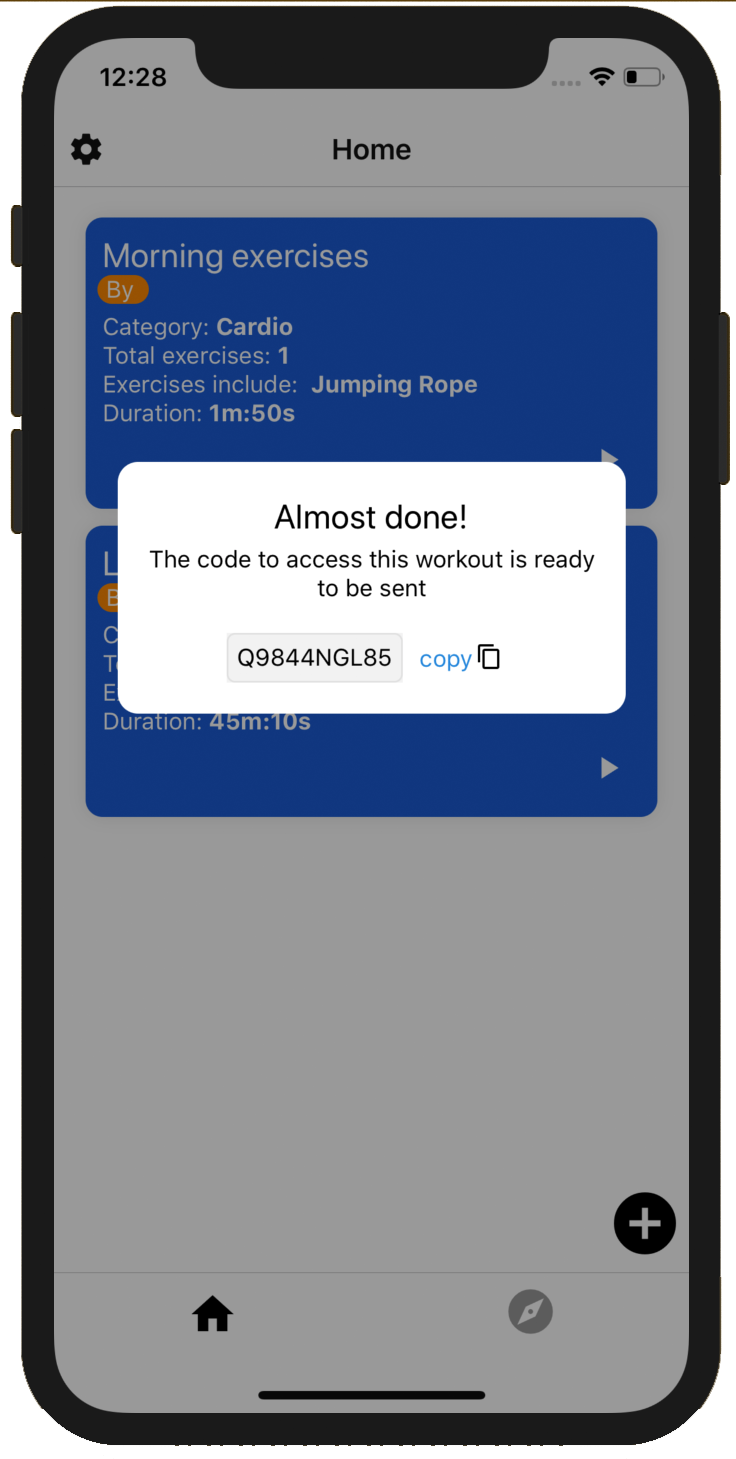 12:28
Home
Morning exercises
By
Category: Cardio
Total exercises: 1
Exercises include: Jumping Rope
Duration: 1m:50s
Almost done!
The code to access this workout is ready
to be sent
Q9844NGL85 copy
Duration: 45m:10s